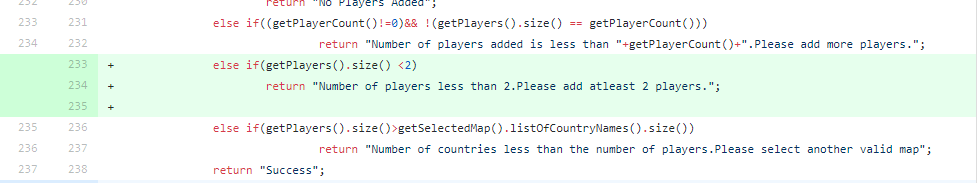 232 230 return "No Players Added";
233 231 else if((getPlayerCount()!=0)&& !(getPlayers().size() == getPlayerCount()))
234 232 return "Number of players added is less than "+getPlayerCount()+".Please add more players.";
233 + else if(getPlayers().size() <2)
234 + return "Number of players less than 2.Please add atleast 2 players.";
235 +
235 236 else if(getPlayers().size()>getSelectedMap().listOfCountryNames().size())
236 237 return "Number of countries less than the number of players.Please select another valid map";
237 238 return "Success";